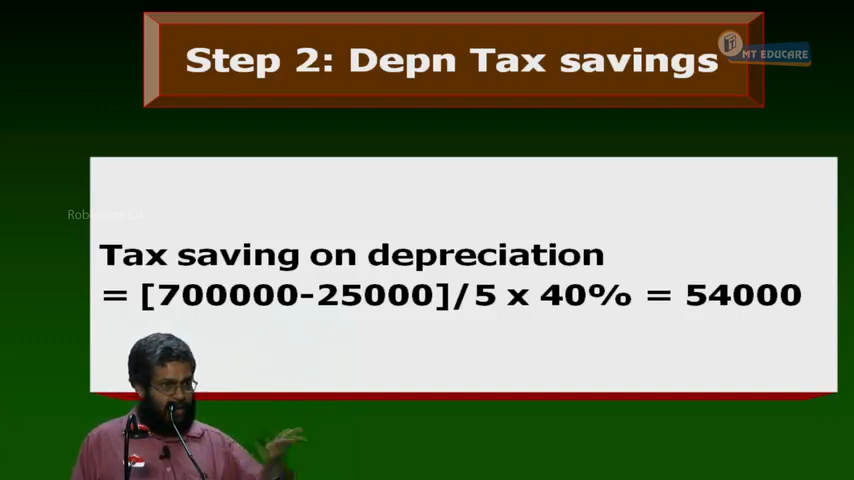 Step 2: Depn Tax savings
MT EDUCARE
Tax saving on depreciation
= [700000-25000]/5 x 40% = 54000